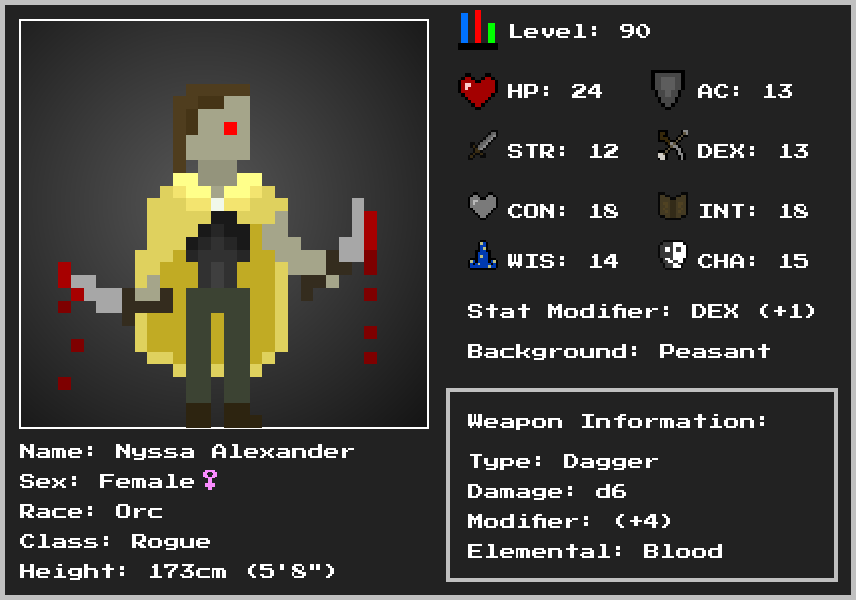 Level: 90
HP: 24 AC: 13
STR: 12 DEX: 13
CON: 18 INT: 18
WIS: 14 CHA: 15
Stat Modifier: DEX (+1)
Background: Peasant
Weapon Information:
Type: Dagger
Damage: d6
Modifier: (+4)
Elemental: Blood
Name: Nyssa Alexander
Sex: Female♀
Race: Orc
Class: Rogue
Height: 173cm (5'8")